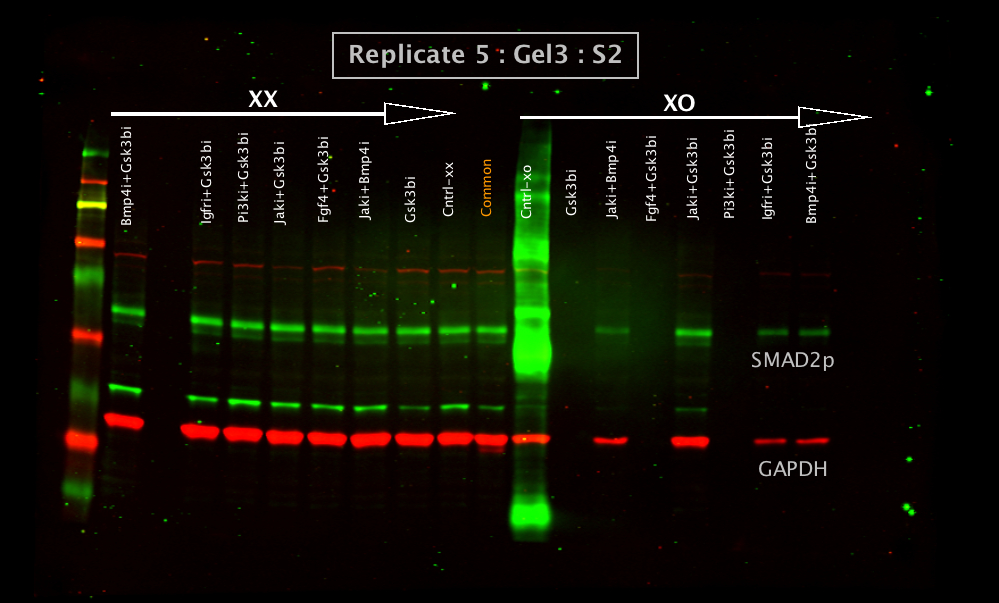 Replicate 5 : Gel3 : S2
XX
XO
Bmp4i+Gsk3bi
Igfri+Gsk3bi
Pi3ki+Gsk3bi
Jaki+Gsk3bi
Fgf4+Gsk3bi
Jaki+Bmp4i
Gsk3bi
Cntrl-xx
Common
Cntrl-xo
Gsk3bi
Jaki+Bmp4i
Fgf4+Gsk3bi
Jaki+Gsk3bi
Pi3ki+Gsk3bi
Igfri+Gsk3bi
Bmp4i+Gsk3bi
SMAD2p
GAPDH